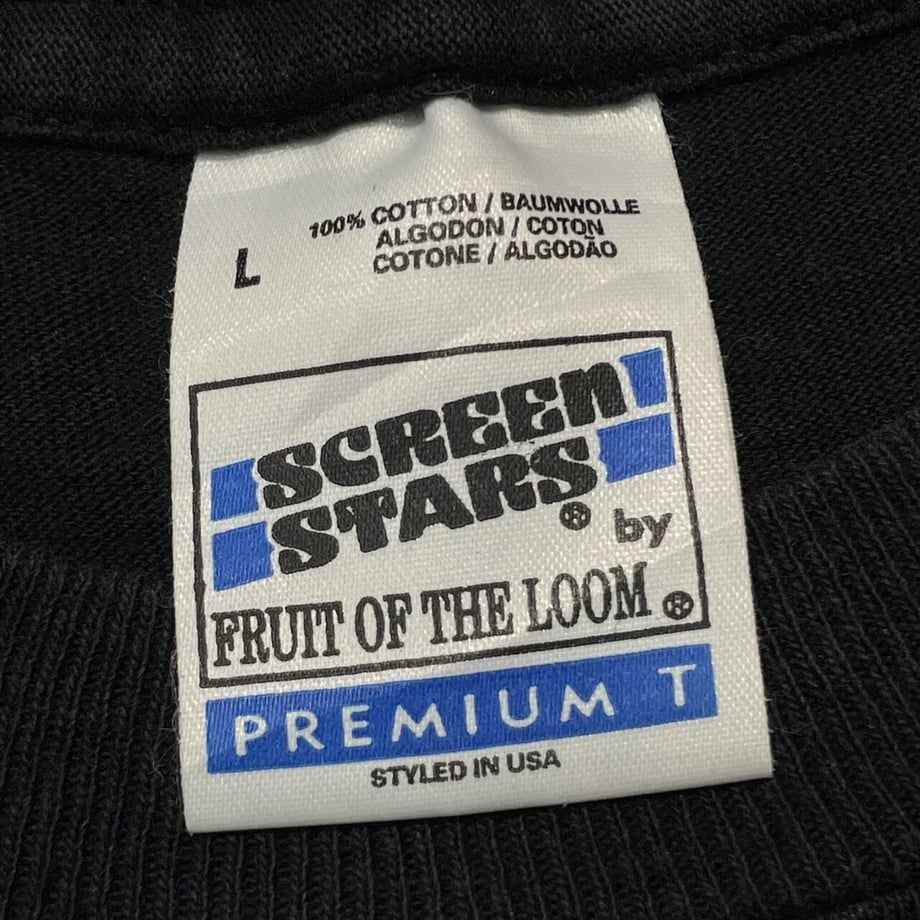 L
100% COTTON / BAUMWOLLE
ALGODON / COTON
COTONE / ALGODÃO
SCREEN
STARS® by
FRUIT OF THE LOOM®
PREMIUM T
STYLED IN USA